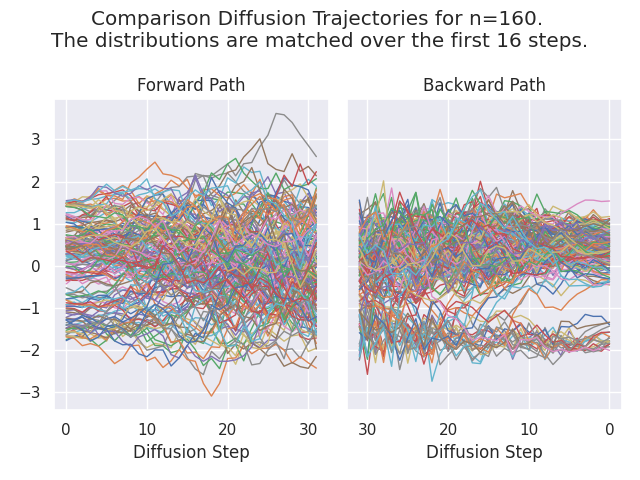 Comparison Diffusion Trajectories for n=160.
The distributions are matched over the first 16 steps.
Forward Path
Backward Path
3
2
1
0
−1
−2
−3
0 10 20 30
30 20 10 0
Diffusion Step
Diffusion Step